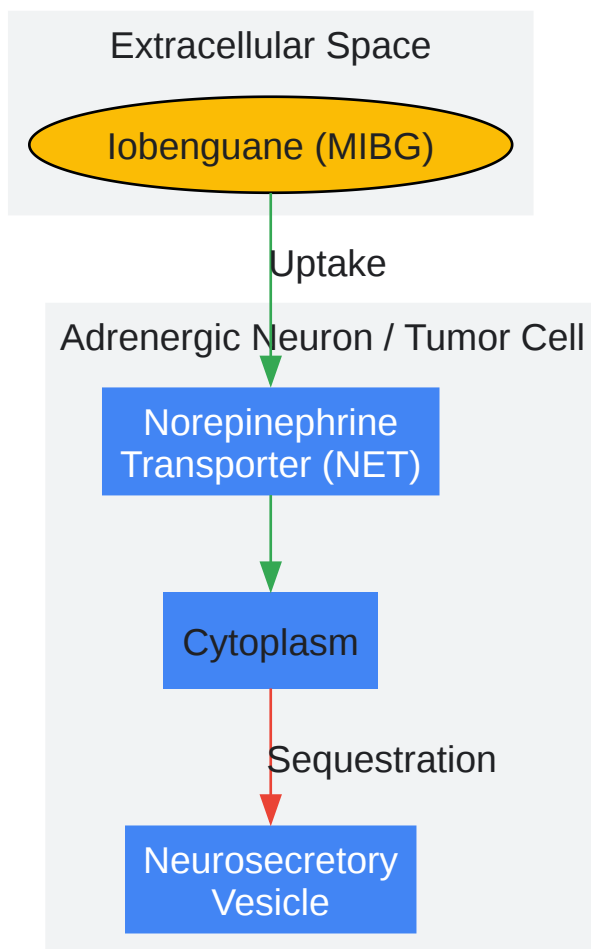 Extracellular Space
Iobenguane (MIBG)
Uptake
Adrenergic Neuron / Tumor Cell
Norepinephrine
Transporter (NET)
Cytoplasm
Sequestration
Neurosecretory
Vesicle